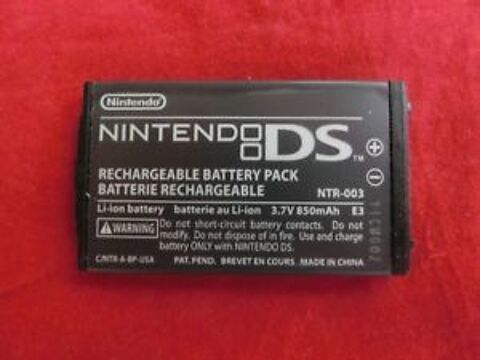 Nintendo
NINTENDO DS™
RECHARGEABLE BATTERY PACK
BATTERIE RECHARGEABLE NTR-003
Li-ion battery batterie au Li-ion 3.7V 850mAh E3
WARNING Do not short-circuit battery contacts. Do not
modify. Do not dispose of in fire. Use and charge
battery ONLY with NINTENDO DS.
C/NTR-A-BP-USA PAT. PEND. BREVET EN COURS MADE IN CHINA